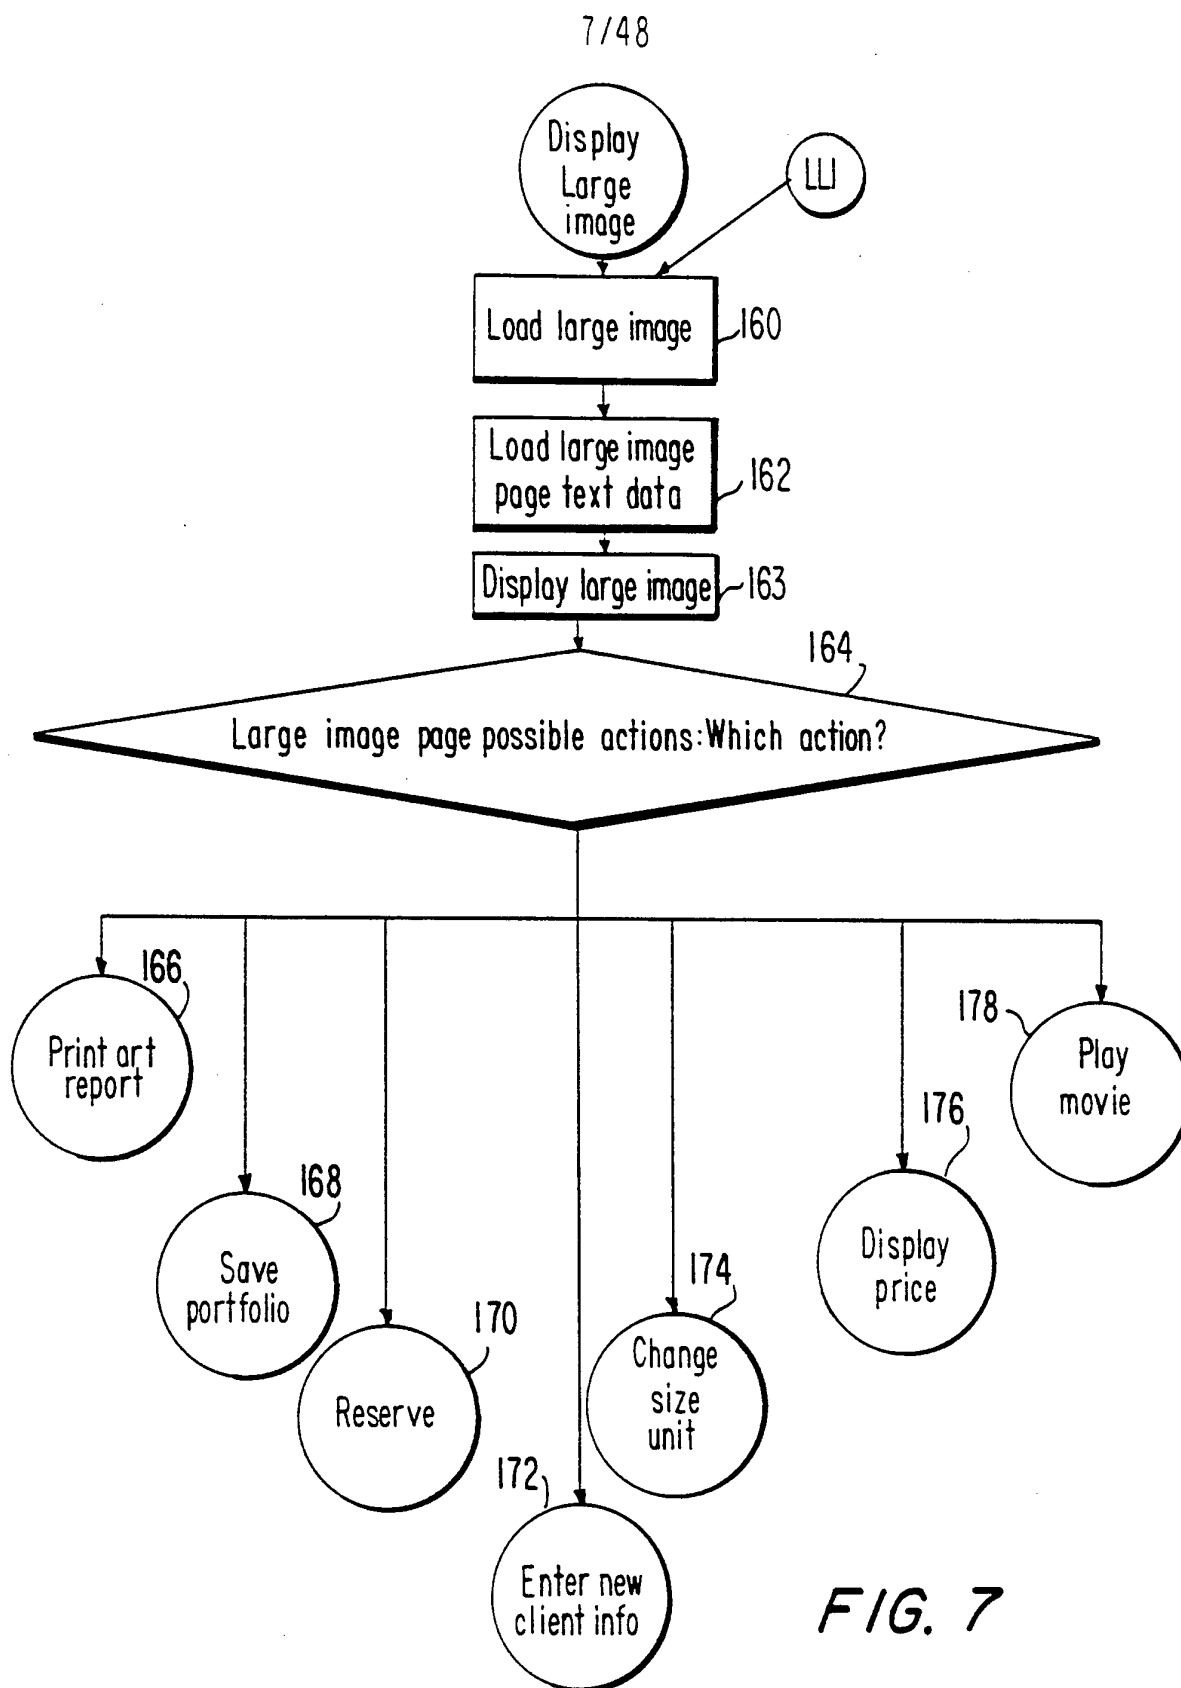 7/48
Display
Large
image
LLI
Load large image
160
Load large image
page text data
162
Display large image
163
164
Large image page possible actions:Which action?
166
Print art
report
178
Play
movie
176
Display
price
168
Save
portfolio
174
Change
size
unit
170
Reserve
172
Enter new
client info
FIG. 7